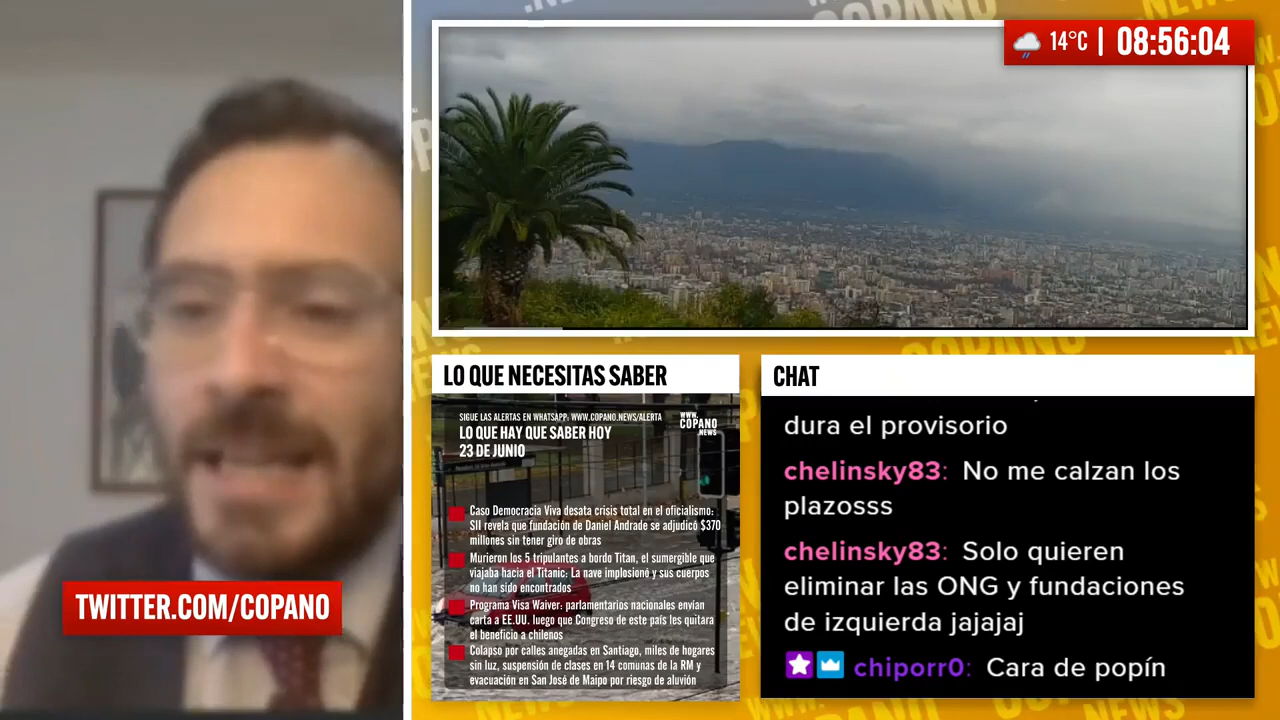 14°C | 08:56:04
TWITTER.COM/COPANO
LO QUE NECESITAS SABER
SIGUE LAS ALERTAS EN WHATSAPP: WWW.COPANO.NEWS/ALERTA
LO QUE HAY QUE SABER HOY
23 DE JUNIO
WWW.
COPANO
.NEWS
Caso Democracia Viva desata crisis total en el oficialismo:
SII revela que fundación de Daniel Andrade se adjudicó $370
millones sin tener giro de obras
Murieron los 5 tripulantes a bordo Titan, el sumergible que
viajaba hacia el Titanic: La nave implosionó y sus cuerpos
no han sido encontrados
Programa Visa Waiver: parlamentarios nacionales envían
carta a EE.UU. luego que Congreso de este país les quitara
el beneficio a chilenos
Colapso por calles anegadas en Santiago, miles de hogares
sin luz, suspensión de clases en 14 comunas de la RM y
evacuación en San José de Maipo por riesgo de aluvión
CHAT
dura el provisorio
chelinsky83: No me calzan los
plazosss
chelinsky83: Solo quieren
eliminar las ONG y fundaciones
de izquierda jajajaj
chiporr0: Cara de popín